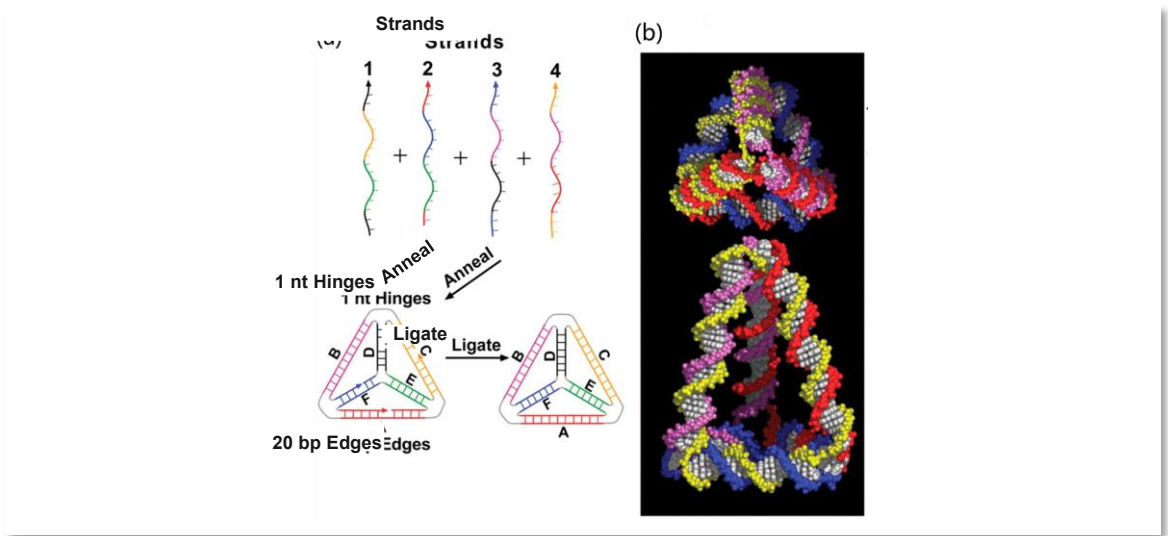 Strands
(a)
Strands
(b)
1 2 3 4
+ + +
Anneal Anneal
1 nt Hinges
1 nt Hinges
Ligate
Ligate
B D C
E
F
B D C
E
F
A
20 bp Edges
Edges